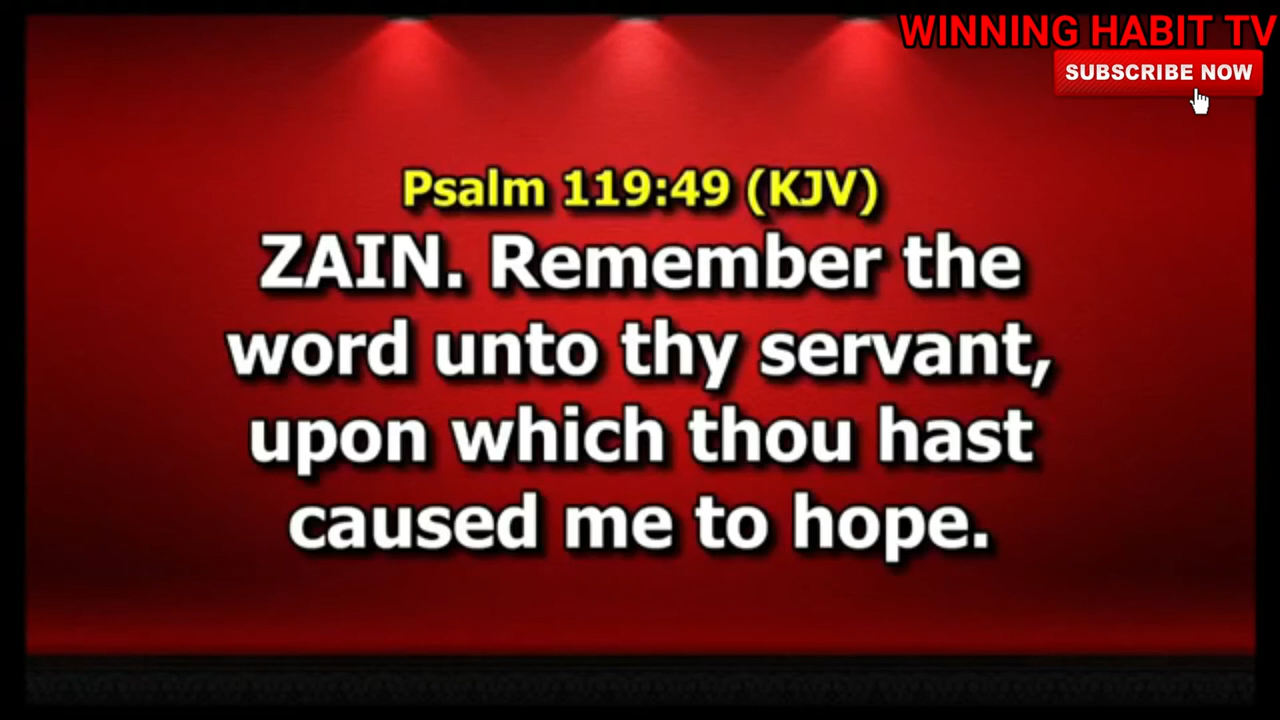 WINNING HABIT TV
SUBSCRIBE NOW
Psalm 119:49 (KJV)
ZAIN. Remember the
word unto thy servant,
upon which thou hast
caused me to hope.